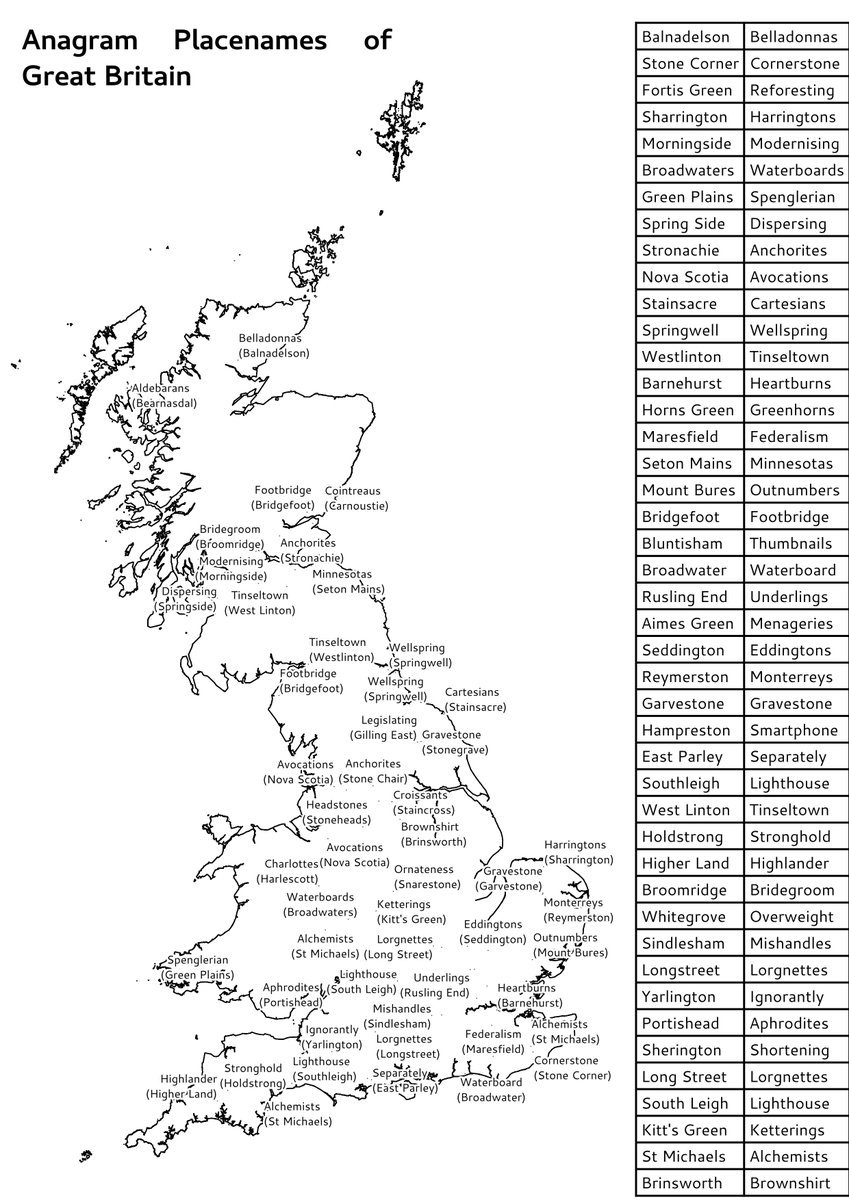 Anagram Placenames of
Great Britain
Belladonnas
(Balnadelson)
Aldebarans
(Bearnasdal)
Footbridge
(Bridgefoot)
Cointreaus
(Carnoustie)
Bridegroom
(Broomridge)
Anchorites
(Stronachie)
Modernising
(Morningside)
Minnesotas
(Seton Mains)
Dispersing
(Springside)
Tinseltown
(West Linton)
Tinseltown
(Westlinton)
Wellspring
(Springwell)
Footbridge
(Bridgefoot)
Wellspring
(Springwell)
Cartesians
(Stainsacre)
Legislating
(Gilling East)
Gravestone
(Stonegrave)
Avocations
(Nova Scotia)
Anchorites
(Stone Chair)
Croissants
(Staincross)
Headstones
(Stoneheads)
Brownshirt
(Brinsworth)
Avocations
(Nova Scotia)
Harringtons
(Sharrington)
Charlottes
(Harlescott)
Ornateness
(Snarestone)
Gravestone
(Garvestone)
Waterboards
(Broadwaters)
Ketterings
(Kitt's Green)
Monterreys
(Reymerston)
Eddingtons
(Seddington)
Alchemists
(St Michaels)
Lorgnettes
(Long Street)
Outnumbers
(Mount Bures)
Spenglerian
(Green Plains)
Lighthouse
(South Leigh)
Underlings
(Rusling End)
Aphrodites
(Portishead)
Heartburns
(Barnehurst)
Mishandles
(Sindlesham)
Ignorantly
(Yarlington)
Lorgnettes
(Longstreet)
Federalism
(Maresfield)
Alchemists
(St Michaels)
Stronghold
(Holdstrong)
Lighthouse
(Southleigh)
Cornerstone
(Stone Corner)
Highlander
(Higher Land)
Separately
(East Parley)
Waterboard
(Broadwater)
Alchemists
(St Michaels)
Balnadelson Belladonnas
Stone Corner Cornerstone
Fortis Green Reforesting
Sharrington Harringtons
Morningside Modernising
Broadwaters Waterboards
Green Plains Spenglerian
Spring Side Dispersing
Stronachie Anchorites
Nova Scotia Avocations
Stainsacre Cartesians
Springwell Wellspring
Westlinton Tinseltown
Barnehurst Heartburns
Horns Green Greenhorns
Maresfield Federalism
Seton Mains Minnesotas
Mount Bures Outnumbers
Bridgefoot Footbridge
Bluntisham Thumbnails
Broadwater Waterboard
Rusling End Underlings
Aimes Green Menageries
Seddington Eddingtons
Reymerston Monterreys
Garvestone Gravestone
Hampreston Smartphone
East Parley Separately
Southleigh Lighthouse
West Linton Tinseltown
Holdstrong Stronghold
Higher Land Highlander
Broomridge Bridegroom
Whitegrove Overweight
Sindlesham Mishandles
Longstreet Lorgnettes
Yarlington Ignorantly
Portishead Aphrodites
Sherington Shortening
Long Street Lorgnettes
South Leigh Lighthouse
Kitt's Green Ketterings
St Michaels Alchemists
Brinsworth Brownshirt